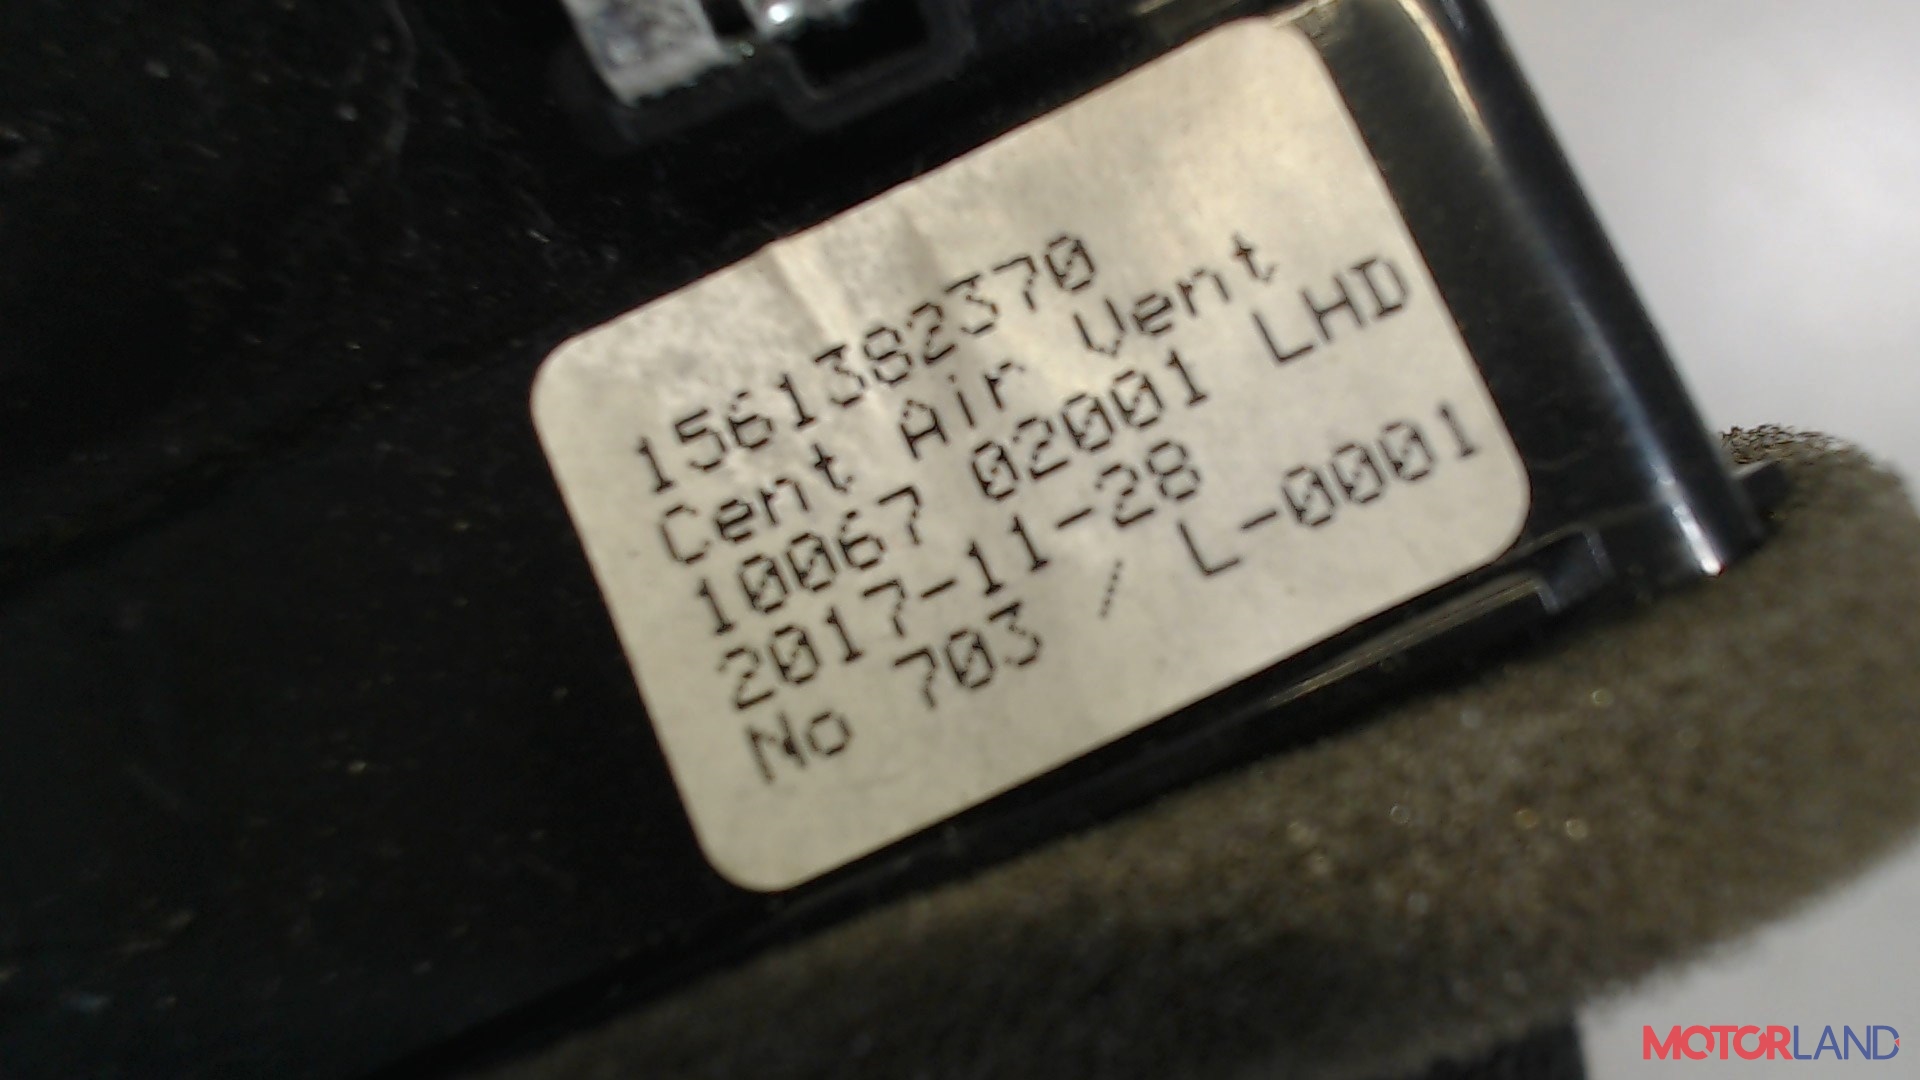 1561382370
Cent Air Vent
10067 02001 LHD
2017-11-28
No 703 / L-0001
MOTORLAND